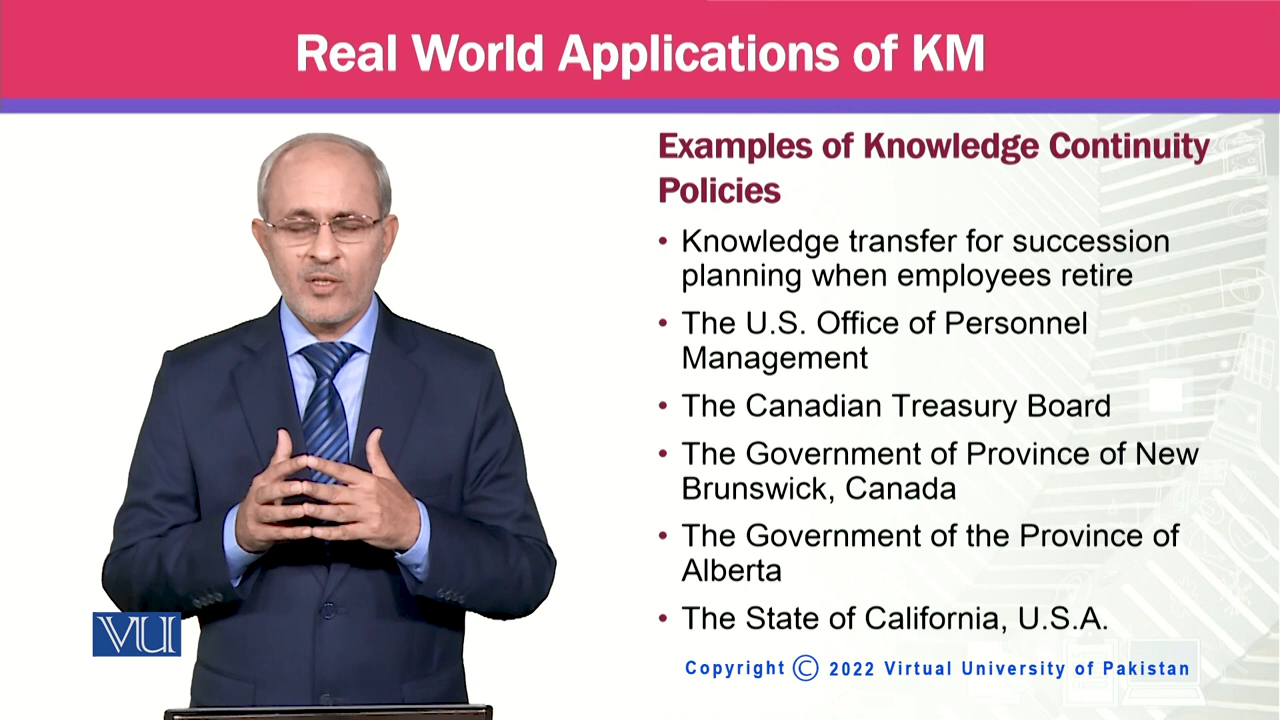 Real World Applications of KM
Examples of Knowledge Continuity
Policies
• Knowledge transfer for succession
planning when employees retire
• The U.S. Office of Personnel
Management
• The Canadian Treasury Board
• The Government of Province of New
Brunswick, Canada
• The Government of the Province of
Alberta
• The State of California, U.S.A.
VU
Copyright © 2022 Virtual University of Pakistan